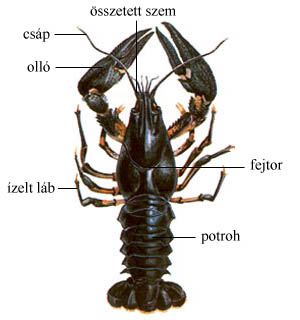 összetett szem
csáp
olló
fejtor
ízelt láb
potroh